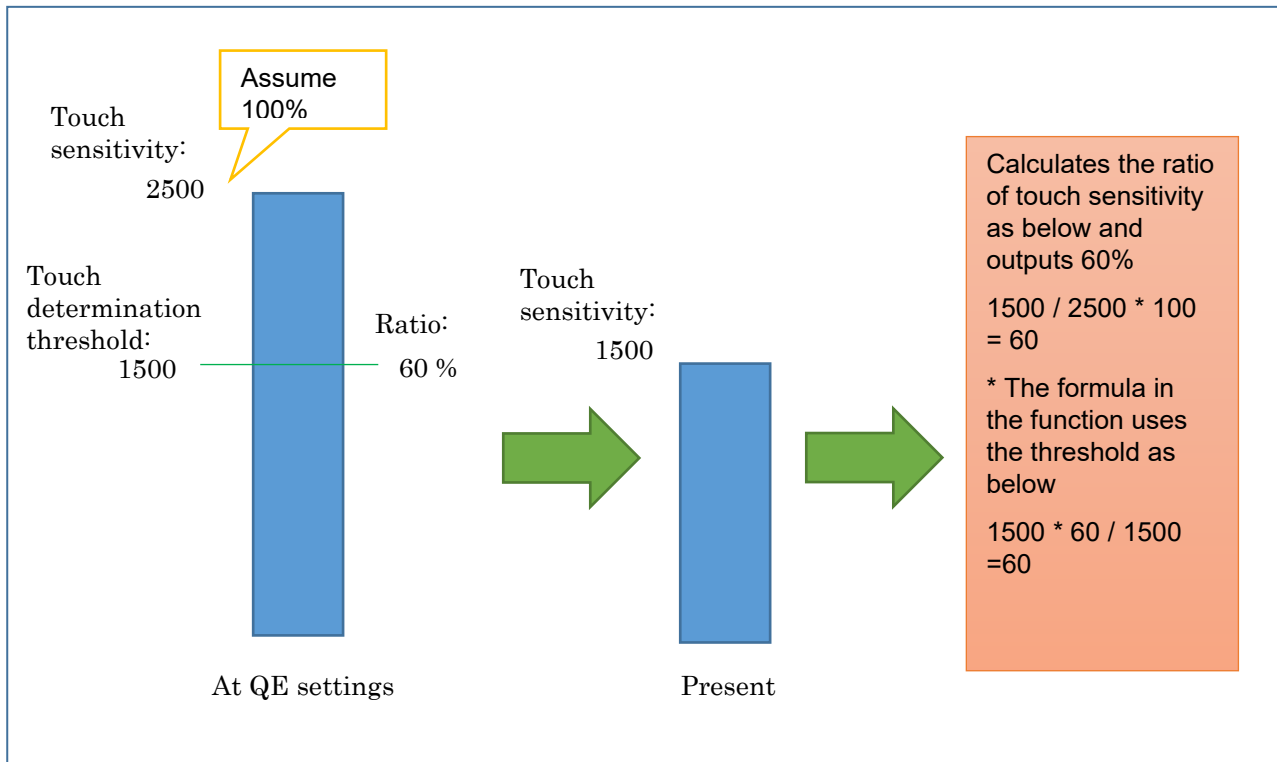 Assume
100%
Touch
sensitivity:
2500
Touch
determination
threshold:
1500
Ratio:
60 %
At QE settings
Touch
sensitivity:
1500
Present
Calculates the ratio
of touch sensitivity
as below and
outputs 60%
1500 / 2500 * 100
= 60
* The formula in
the function uses
the threshold as
below
1500 * 60 / 1500
=60